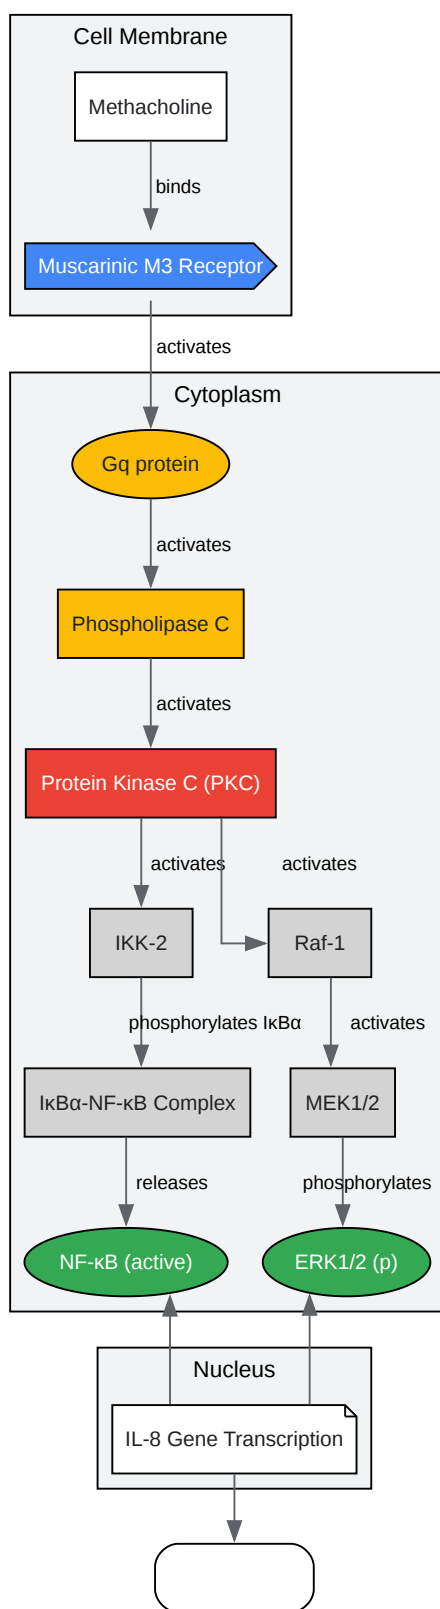 Cell Membrane
Methacholine
binds
Muscarinic M3 Receptor
activates
Cytoplasm
Gq protein
activates
Phospholipase C
activates
Protein Kinase C (PKC)
activates
activates
IKK-2
Raf-1
phosphorylates IκBα
activates
IκBα-NF-κB Complex
MEK1/2
releases
phosphorylates
NF-κB (active)
ERK1/2 (p)
Nucleus
IL-8 Gene Transcription